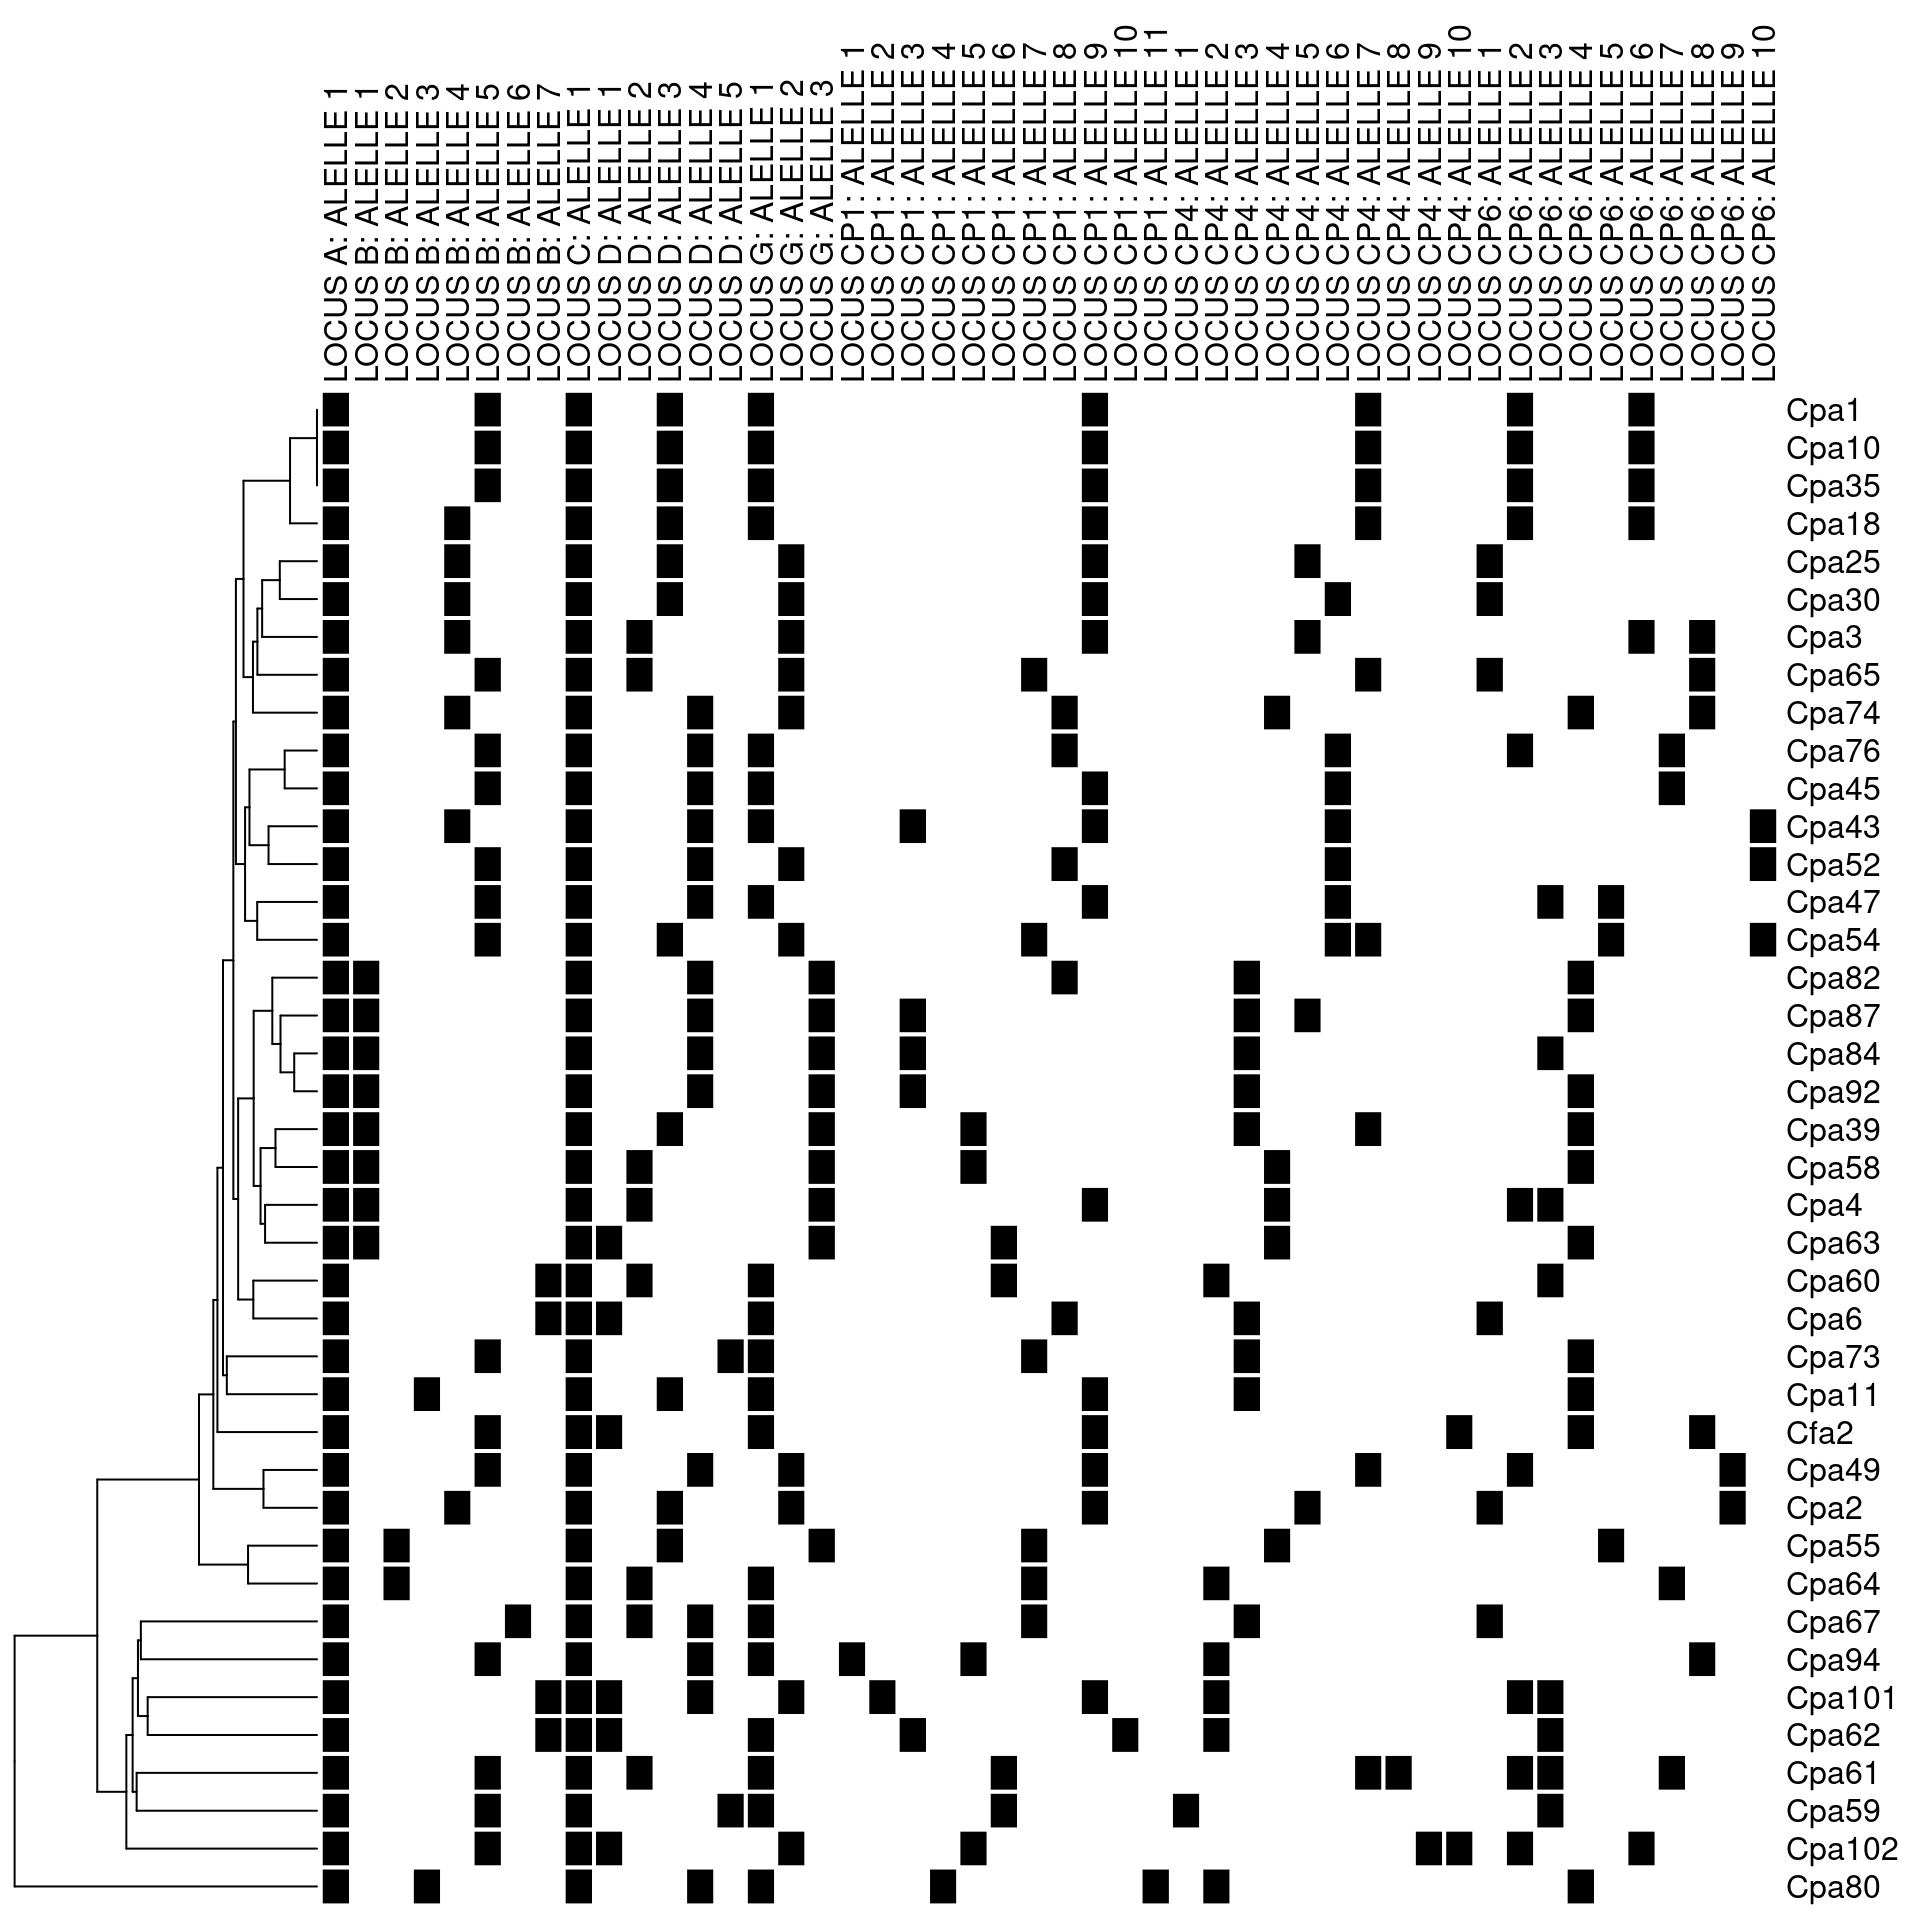 LOCUS A: ALELLE 1
LOCUS B: ALELLE 1
LOCUS B: ALELLE 2
LOCUS B: ALELLE 3
LOCUS B: ALELLE 4
LOCUS B: ALELLE 5
LOCUS B: ALELLE 6
LOCUS B: ALELLE 7
LOCUS C: ALELLE 1
LOCUS D: ALELLE 1
LOCUS D: ALELLE 2
LOCUS D: ALELLE 3
LOCUS D: ALELLE 4
LOCUS D: ALELLE 5
LOCUS G: ALELLE 1
LOCUS G: ALELLE 2
LOCUS G: ALELLE 3
LOCUS CP1: ALELLE 1
LOCUS CP1: ALELLE 2
LOCUS CP1: ALELLE 3
LOCUS CP1: ALELLE 4
LOCUS CP1: ALELLE 5
LOCUS CP1: ALELLE 6
LOCUS CP1: ALELLE 7
LOCUS CP1: ALELLE 8
LOCUS CP1: ALELLE 9
LOCUS CP1: ALELLE 10
LOCUS CP1: ALELLE 11
LOCUS CP4: ALELLE 1
LOCUS CP4: ALELLE 2
LOCUS CP4: ALELLE 3
LOCUS CP4: ALELLE 4
LOCUS CP4: ALELLE 5
LOCUS CP4: ALELLE 6
LOCUS CP4: ALELLE 7
LOCUS CP4: ALELLE 8
LOCUS CP4: ALELLE 9
LOCUS CP4: ALELLE 10
LOCUS CP6: ALELLE 1
LOCUS CP6: ALELLE 2
LOCUS CP6: ALELLE 3
LOCUS CP6: ALELLE 4
LOCUS CP6: ALELLE 5
LOCUS CP6: ALELLE 6
LOCUS CP6: ALELLE 7
LOCUS CP6: ALELLE 8
LOCUS CP6: ALELLE 9
LOCUS CP6: ALELLE 10
Cpa1
Cpa10
Cpa35
Cpa18
Cpa25
Cpa30
Cpa3
Cpa65
Cpa74
Cpa76
Cpa45
Cpa43
Cpa52
Cpa47
Cpa54
Cpa82
Cpa87
Cpa84
Cpa92
Cpa39
Cpa58
Cpa4
Cpa63
Cpa60
Cpa6
Cpa73
Cpa11
Cfa2
Cpa49
Cpa2
Cpa55
Cpa64
Cpa67
Cpa94
Cpa101
Cpa62
Cpa61
Cpa59
Cpa102
Cpa80